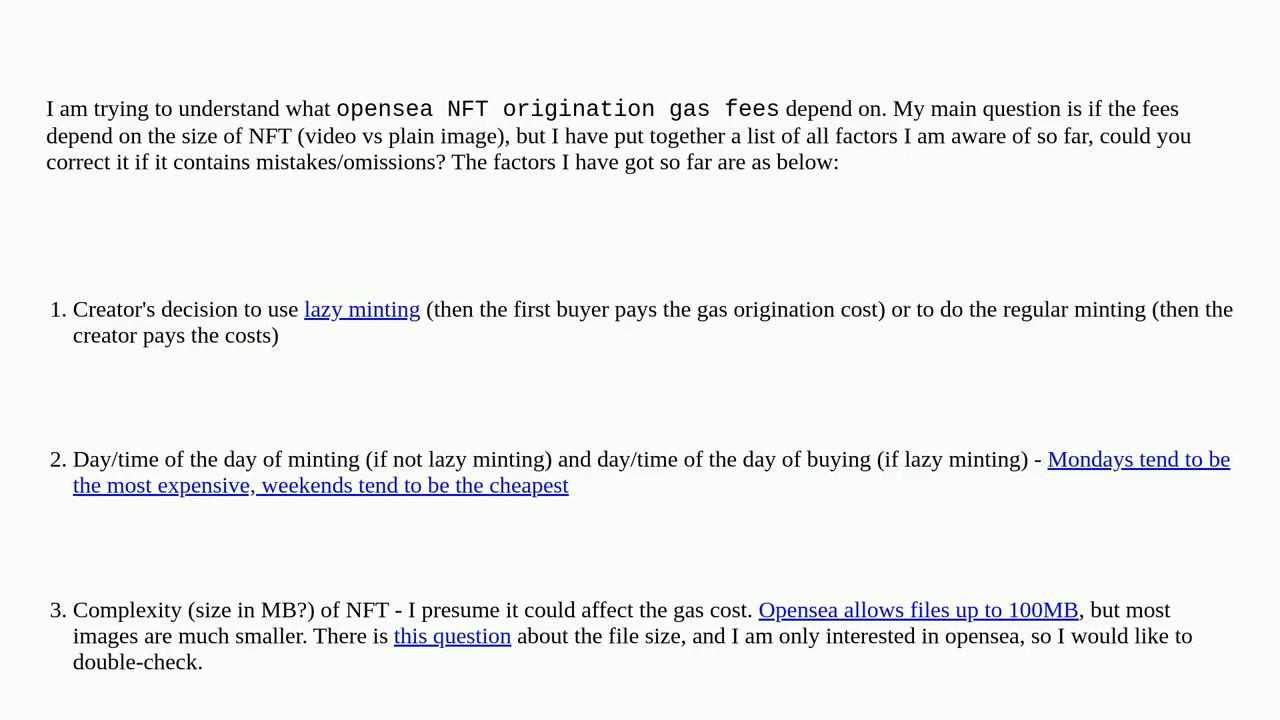 I am trying to understand what opensea NFT origination gas fees depend on. My main question is if the fees
depend on the size of NFT (video vs plain image), but I have put together a list of all factors I am aware of so far, could you
correct it if it contains mistakes/omissions? The factors I have got so far are as below:
1. Creator's decision to use lazy minting (then the first buyer pays the gas origination cost) or to do the regular minting (then the
creator pays the costs)
2. Day/time of the day of minting (if not lazy minting) and day/time of the day of buying (if lazy minting) - Mondays tend to be
the most expensive, weekends tend to be the cheapest
3. Complexity (size in MB?) of NFT - I presume it could affect the gas cost. Opensea allows files up to 100MB, but most
images are much smaller. There is this question about the file size, and I am only interested in opensea, so I would like to
double-check.